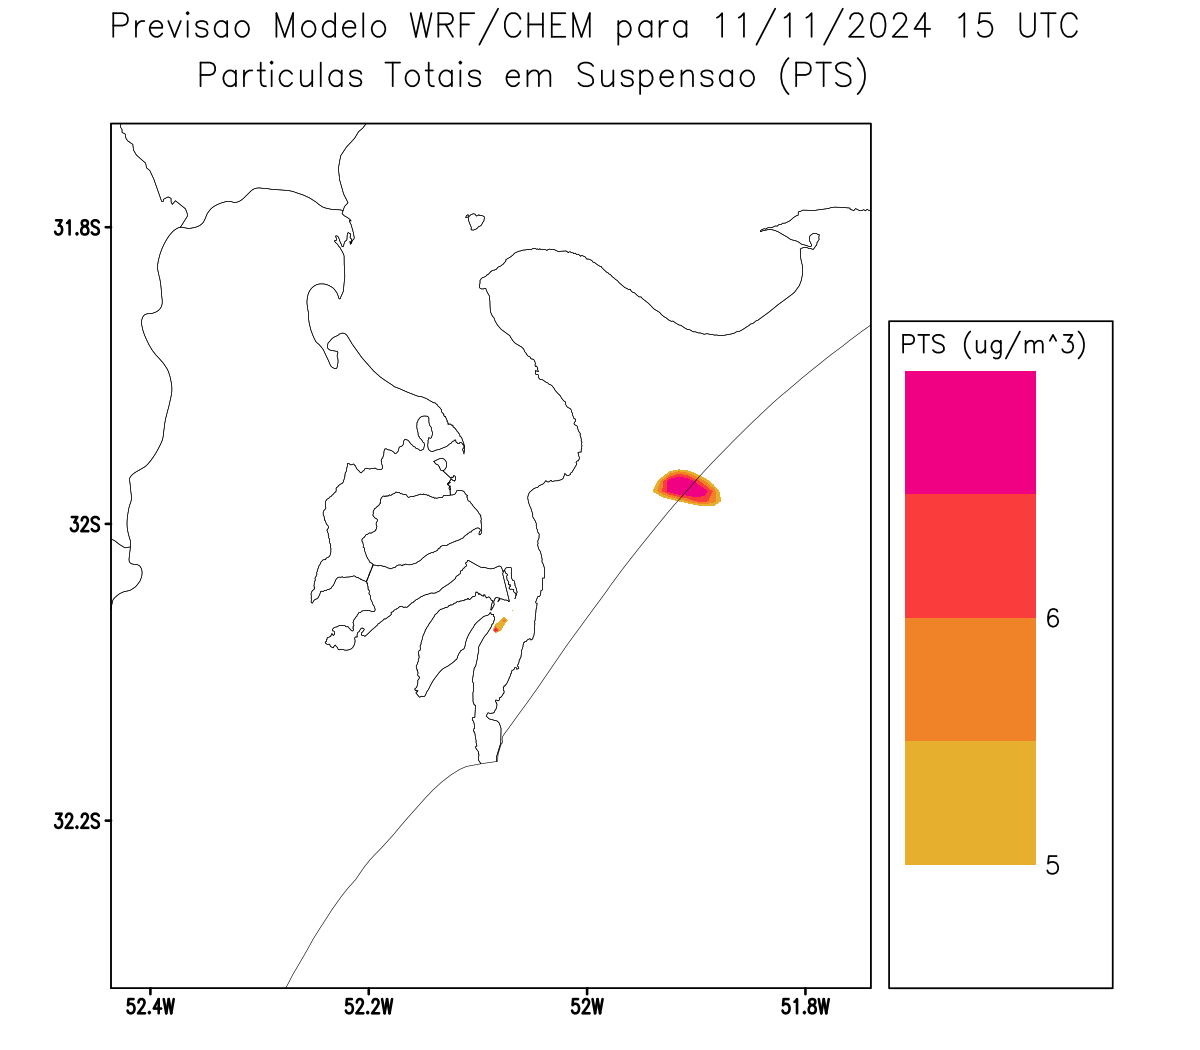 Previsao Modelo WRF/CHEM para 11/11/2024 15 UTC
Particulas Totais em Suspensao (PTS)
31.8S
32S
32.2S
52.4W
52.2W
52W
51.8W
PTS (ug/m^3)
6
5